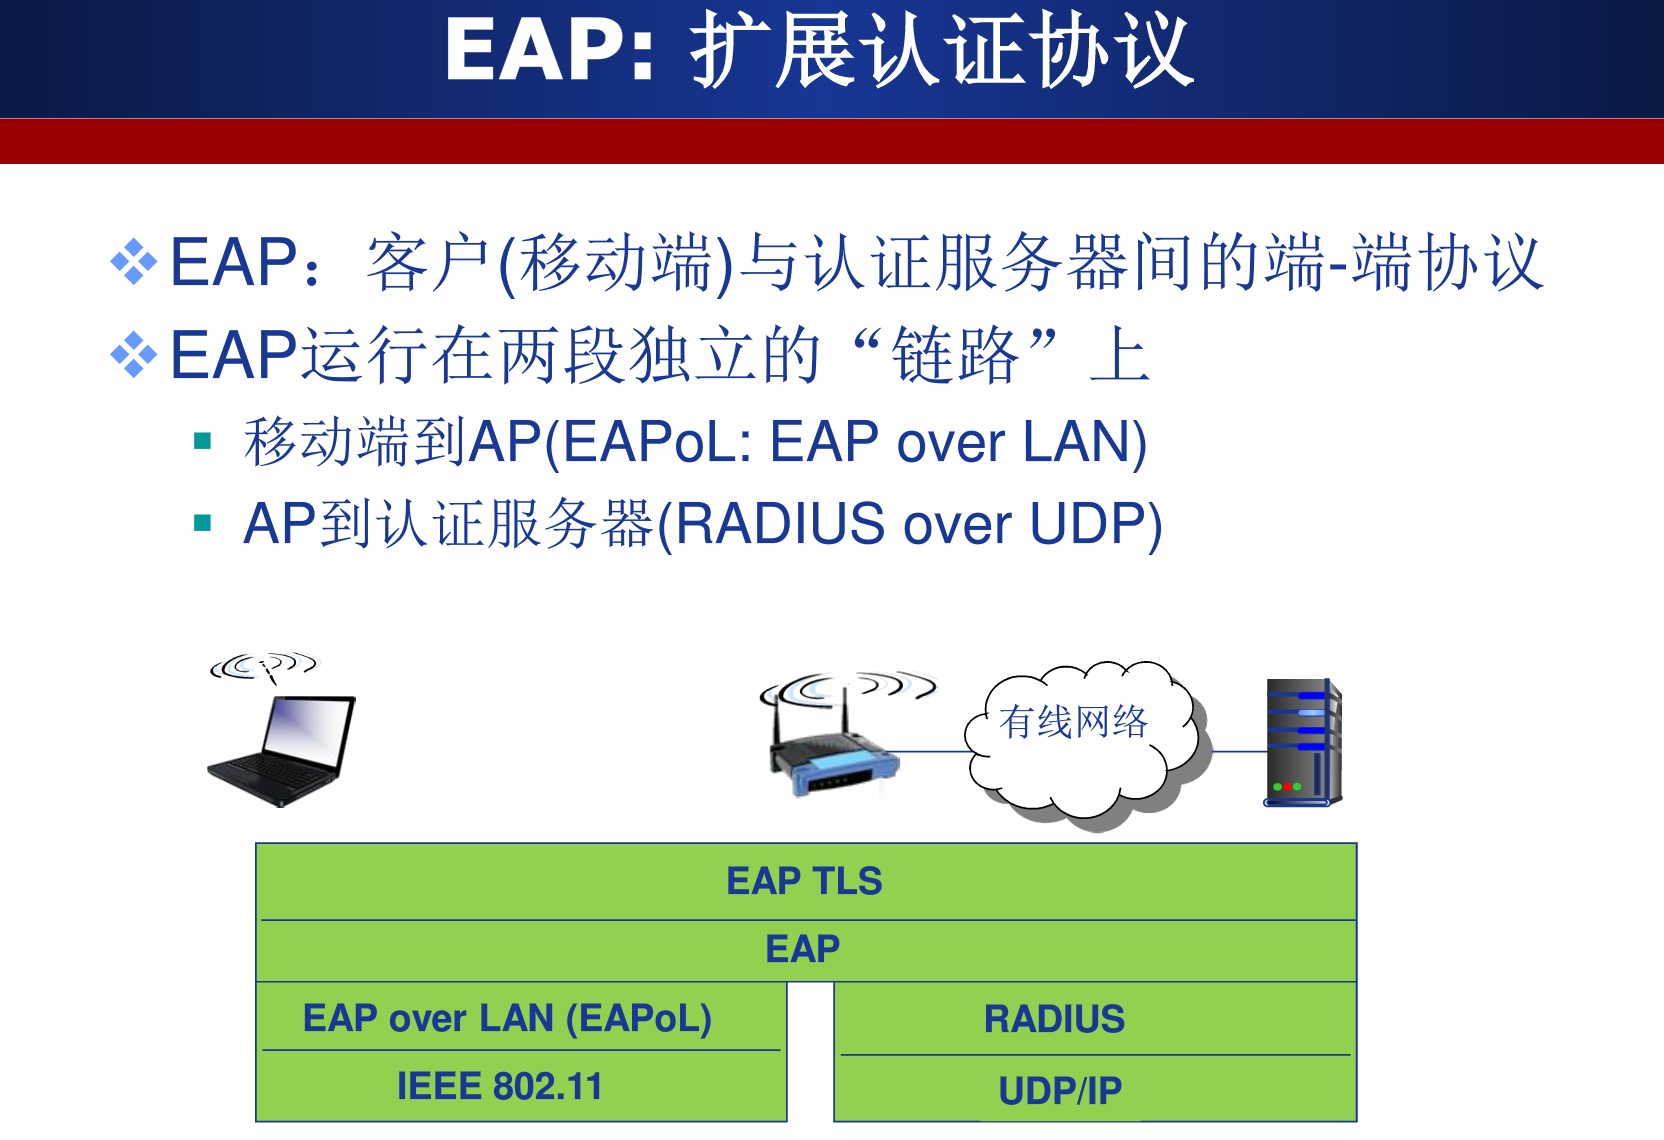 EAP: 扩展认证协议
EAP：客户(移动端)与认证服务器间的端-端协议
EAP运行在两段独立的“链路”上
移动端到AP(EAPoL: EAP over LAN)
AP到认证服务器(RADIUS over UDP)
有线网络
EAP TLS
EAP
EAP over LAN (EAPoL)
RADIUS
IEEE 802.11
UDP/IP